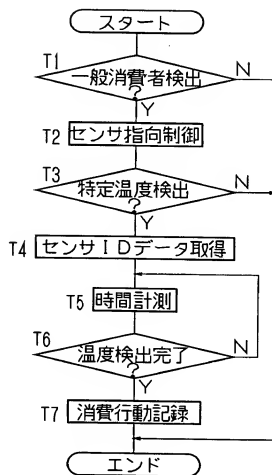 スタート
T1
一般消費者検出
?
N
Y
T2 センサ指向制御
T3
特定温度検出
?
N
Y
T4 センサIDデータ取得
T5 時間計測
T6
温度検出完了
?
N
Y
T7 消費行動記録
エンド